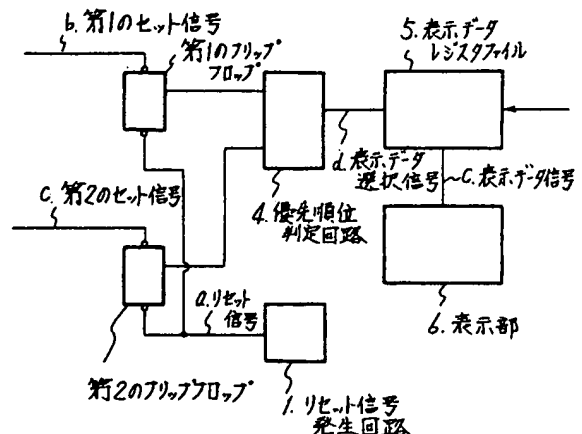 b. 第1のセット信号
第1のフリップ
フロップ
5. 表示データ
レジスタファイル
d. 表示データ
選択信号
C. 表示データ信号
C. 第2のセット信号
4. 優先順位
判定回路
a. リセット
信号
6. 表示部
第2のフリップフロップ
1. リセット信号
発生回路